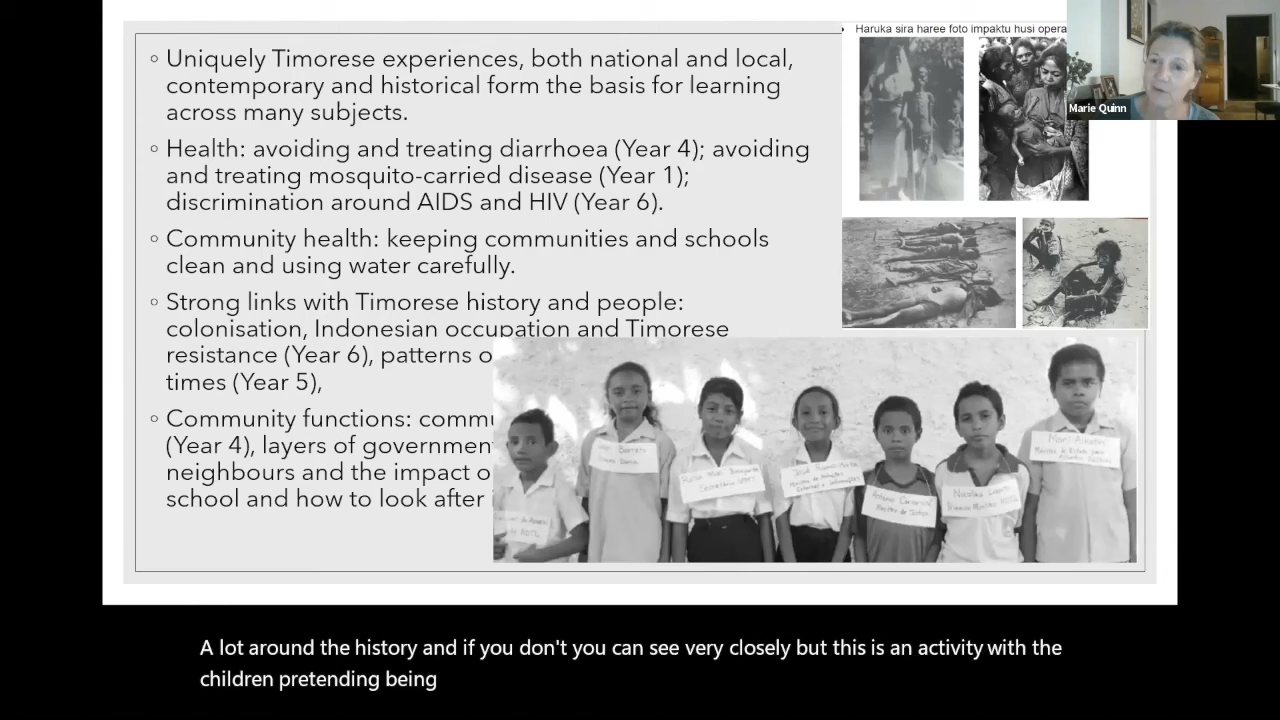 Uniquely Timorese experiences, both national and local,
contemporary and historical form the basis for learning
across many subjects.
Health: avoiding and treating diarrhoea (Year 4); avoiding
and treating mosquito-carried disease (Year 1);
discrimination around AIDS and HIV (Year 6).
Community health: keeping communities and schools
clean and using water carefully.
Strong links with Timorese history and people:
colonisation, Indonesian occupation and Timorese
resistance (Year 6), patterns
times (Year 5),
Community functions:
(Year 4), layers of government
neighbours and the impact
school and how to look after
Haruka sira haree foto impaktu husi
Marie Quinn
Nicolau
Ministro de Justiça
A lot around the history and if you don't you can see very closely but this is an activity with the
children pretending being